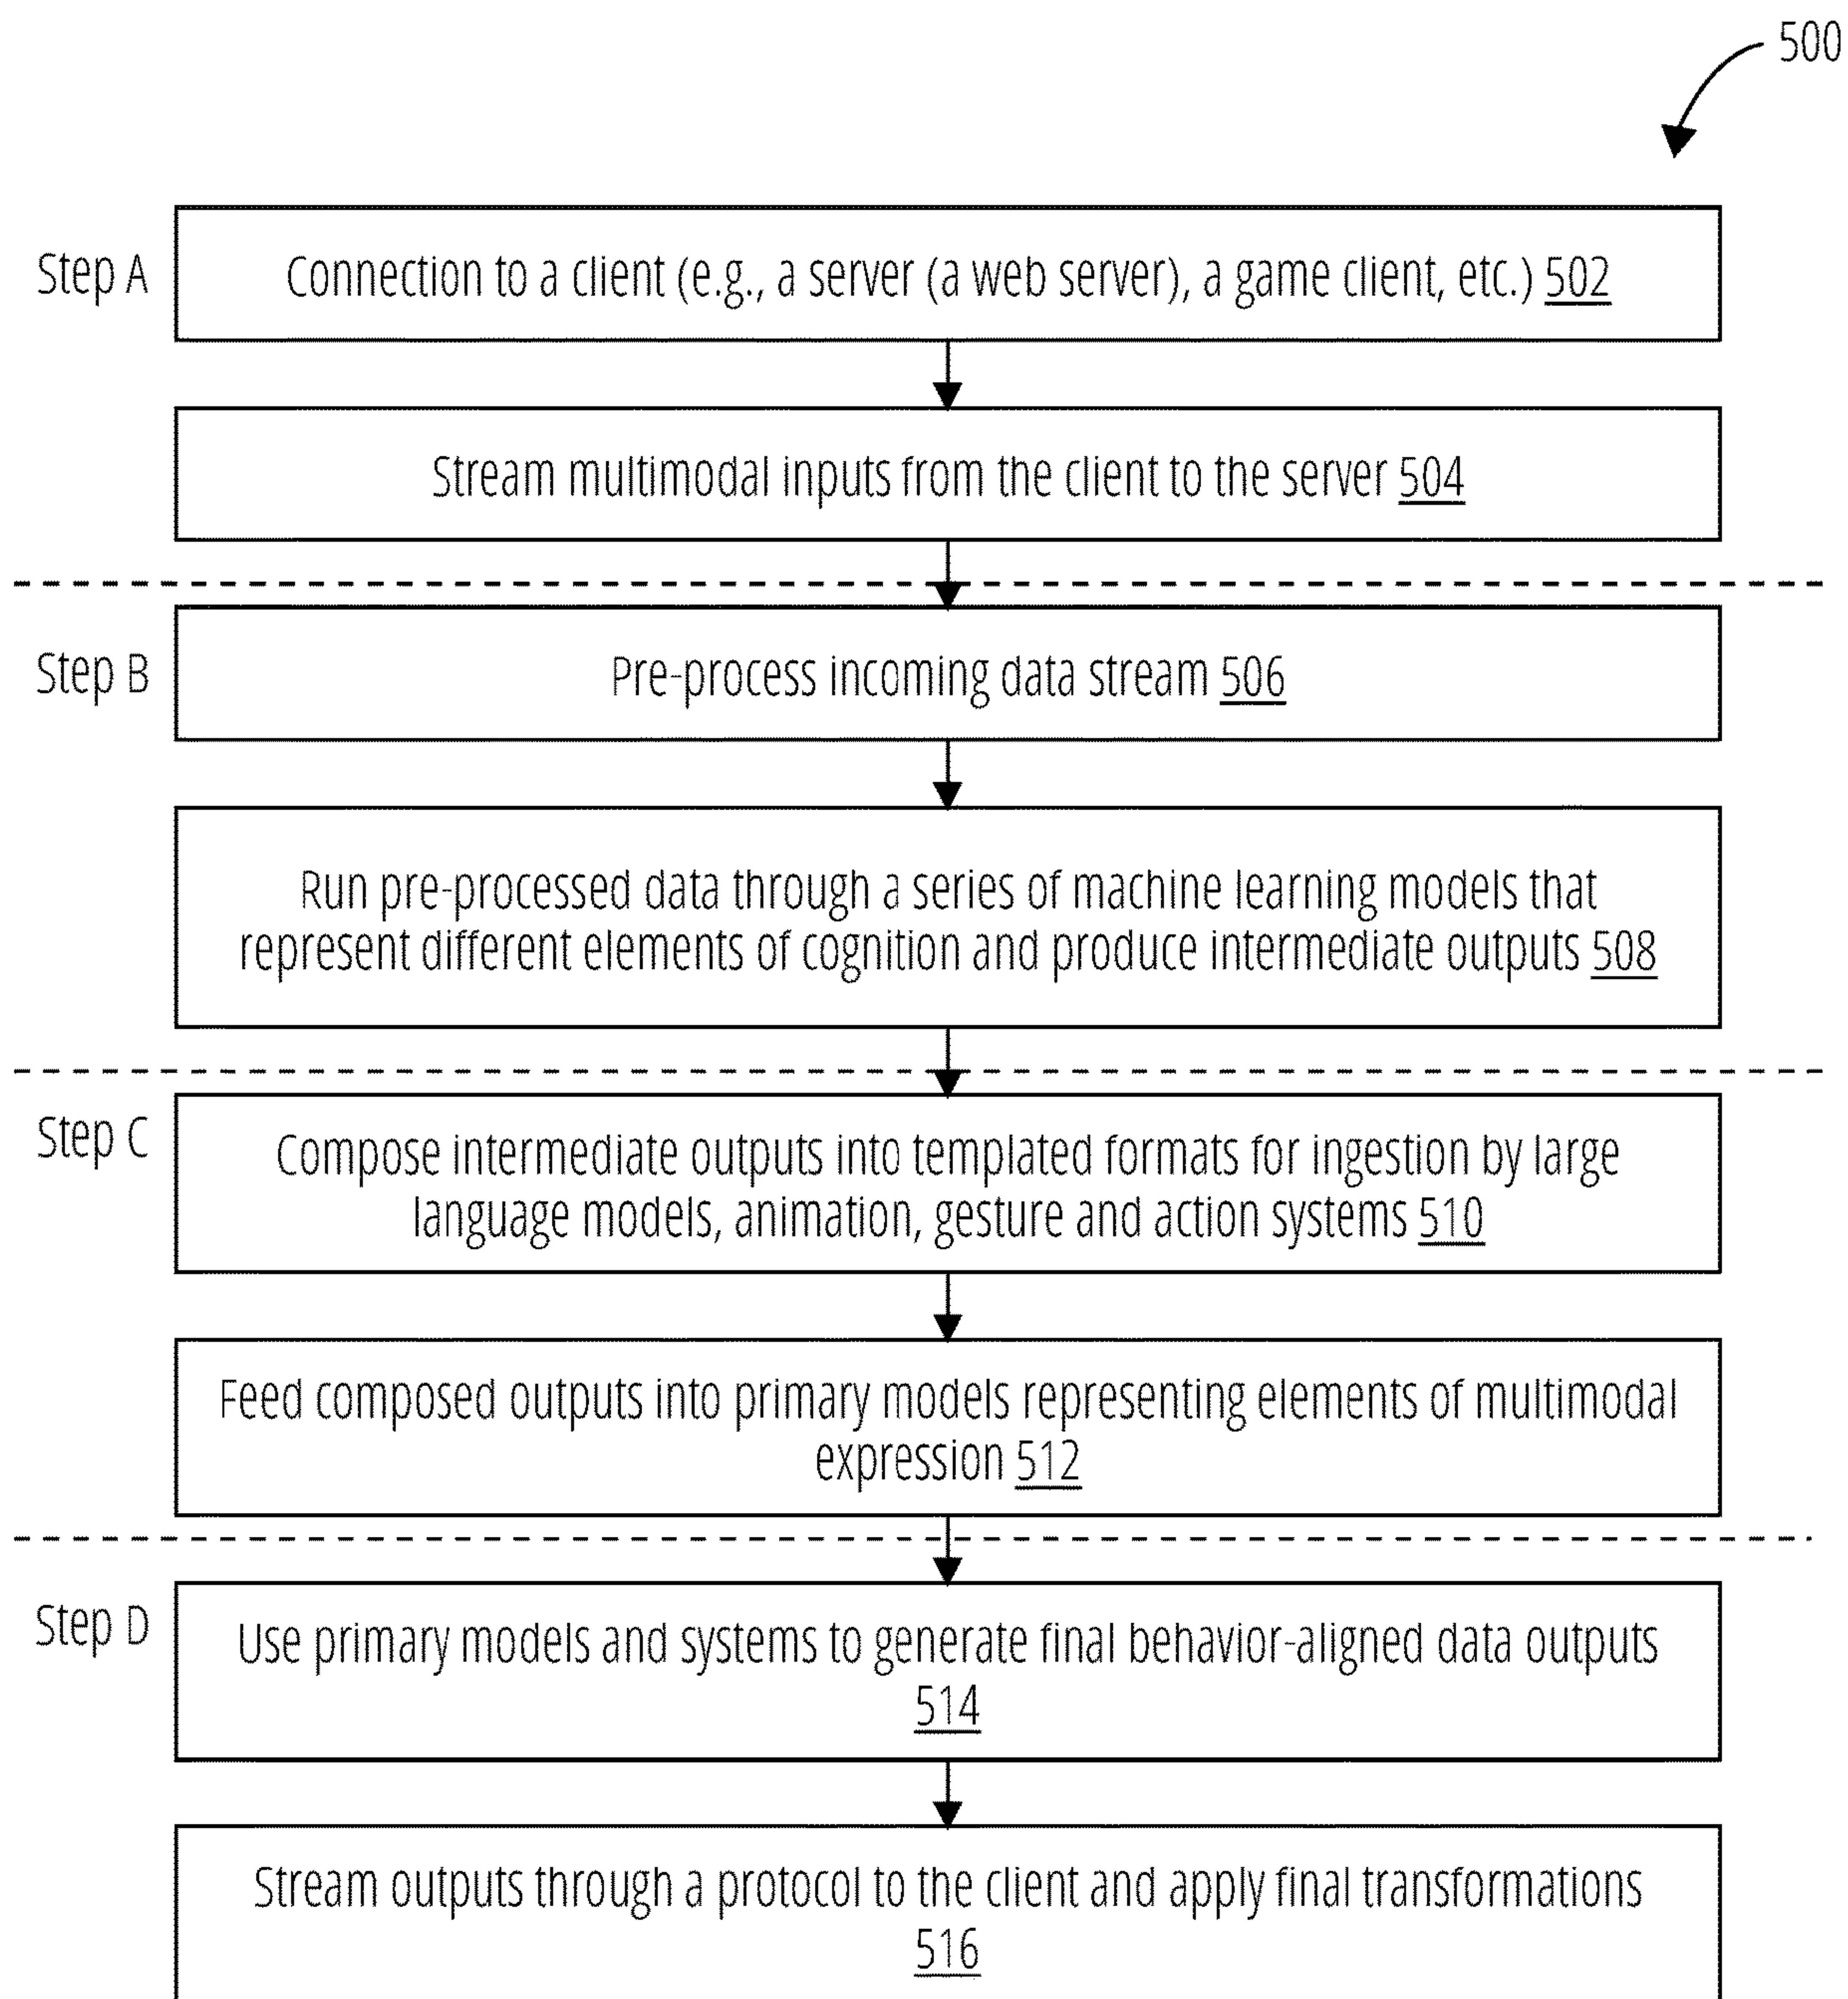 500
Step A
Connection to a client (e.g., a server (a web server), a game client, etc.) 502
Stream multimodal inputs from the client to the server 504
Step B
Pre-process incoming data stream 506
Run pre-processed data through a series of machine learning models that
represent different elements of cognition and produce intermediate outputs 508
Step C
Compose intermediate outputs into templated formats for ingestion by large
language models, animation, gesture and action systems 510
Feed composed outputs into primary models representing elements of multimodal
expression 512
Step D
Use primary models and systems to generate final behavior-aligned data outputs
514
Stream outputs through a protocol to the client and apply final transformations
516